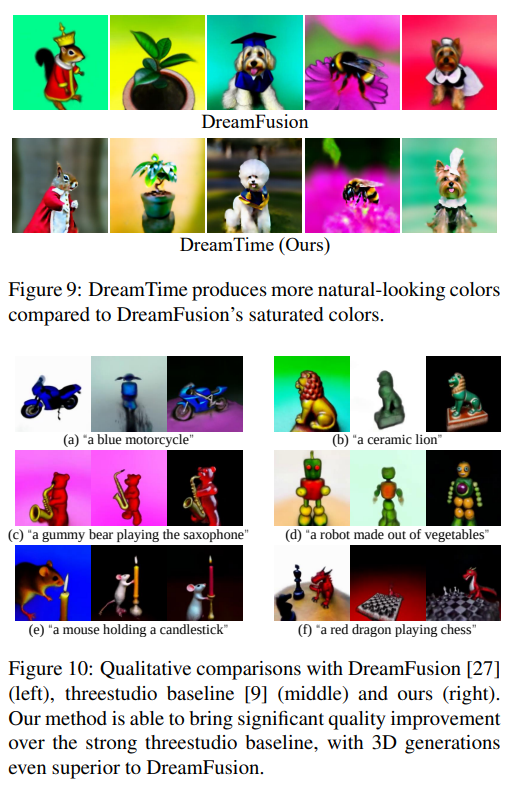 DreamFusion
DreamTime (Ours)
Figure 9: DreamTime produces more natural-looking colors
compared to DreamFusion's saturated colors.
(a) "a blue motorcycle"
(b) "a ceramic lion"
(c) "a gummy bear playing the saxophone"
(d) "a robot made out of vegetables"
(e) "a mouse holding a candlestick"
(f) "a red dragon playing chess"
Figure 10: Qualitative comparisons with DreamFusion [27]
(left), threestudio baseline [9] (middle) and ours (right).
Our method is able to bring significant quality improvement
over the strong threestudio baseline, with 3D generations
even superior to DreamFusion.